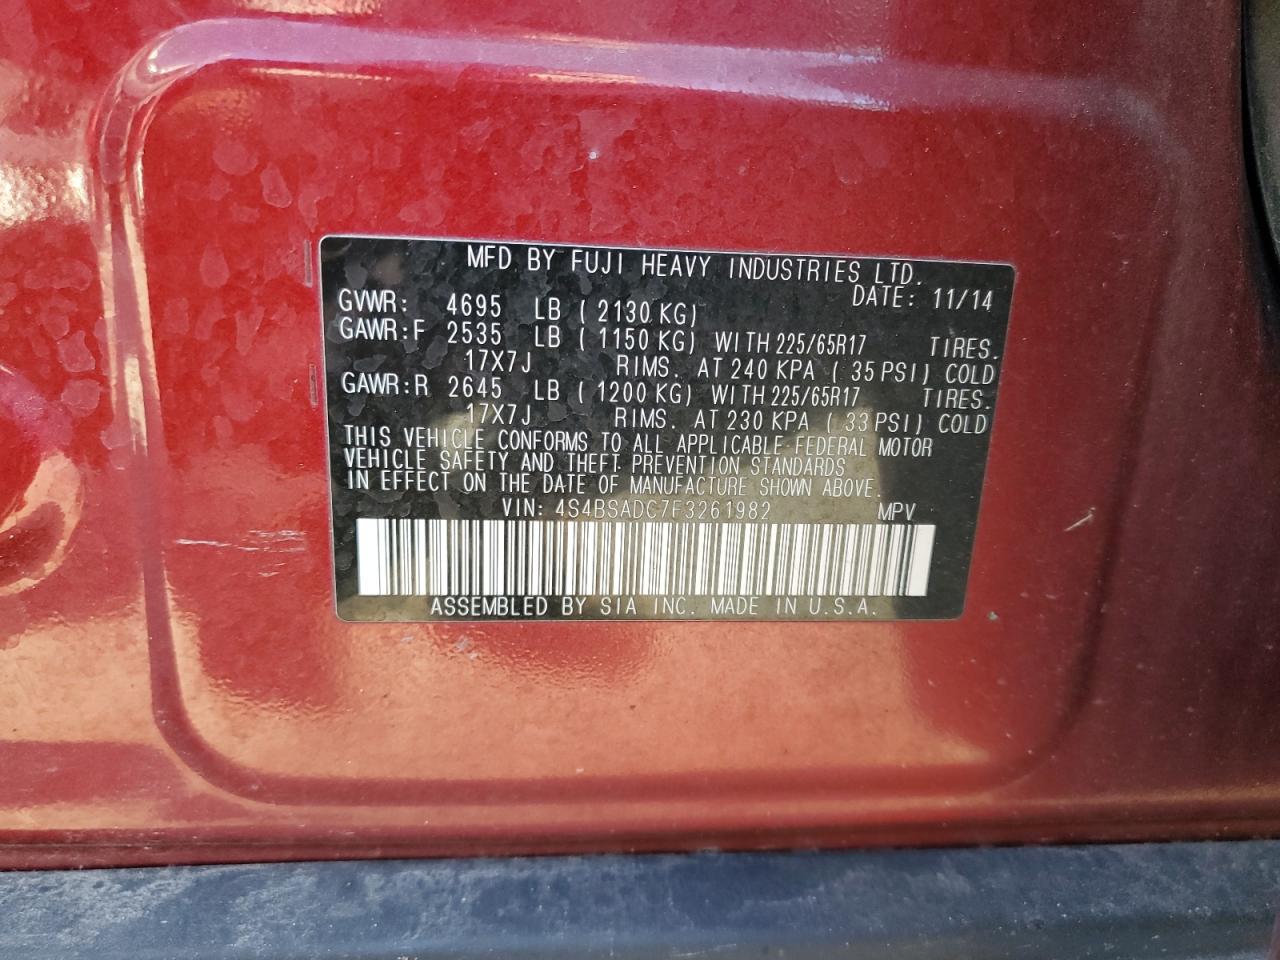 MFD BY FUJI HEAVY INDUSTRIES LTD.
DATE: 11/14
GVWR: 4695 LB ( 2130 KG)
GAWR:F 2535 LB ( 1150 KG) WITH 225/65R17 TIRES.
17X7J RIMS. AT 240 KPA ( 35 PSI) COLD
GAWR:R 2645 LB ( 1200 KG) WITH 225/65R17 TIRES.
17X7J RIMS. AT 230 KPA ( 33 PSI) COLD
THIS VEHICLE CONFORMS TO ALL APPLICABLE FEDERAL MOTOR
VEHICLE SAFETY AND THEFT PREVENTION STANDARDS
IN EFFECT ON THE DATE OF MANUFACTURE SHOWN ABOVE.
VIN: 4S4BSADC7F3261982 MPV
ASSEMBLED BY SIA INC. MADE IN U.S.A.